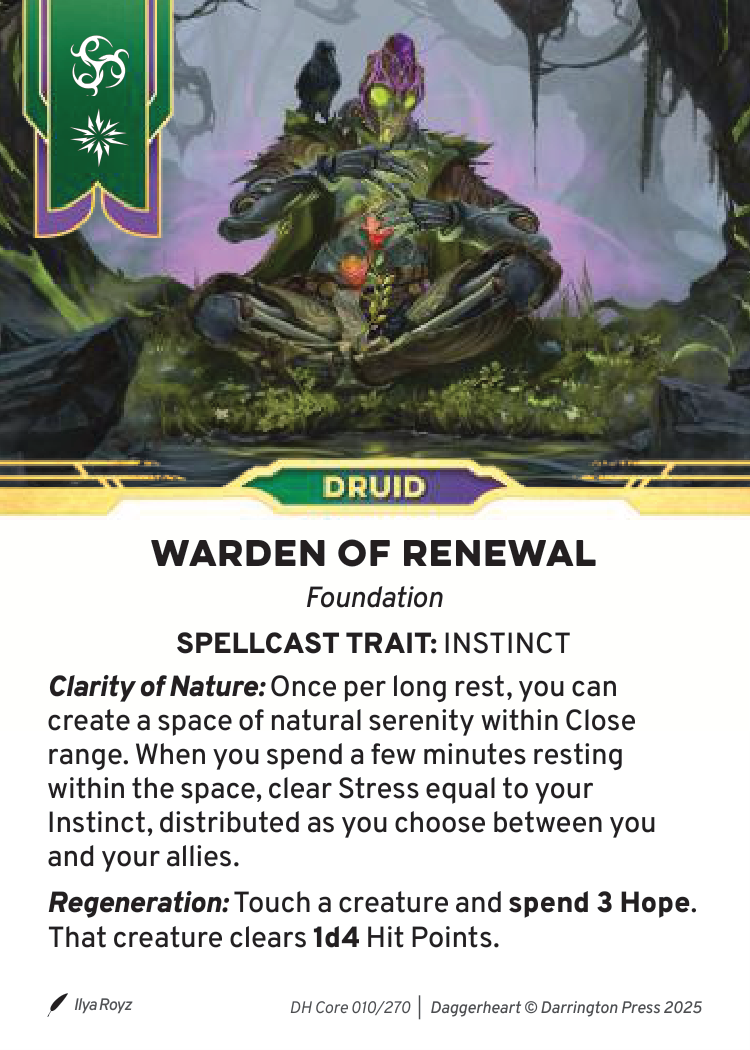 DRUID
WARDEN OF RENEWAL
Foundation
SPELLCAST TRAIT: INSTINCT
Clarity of Nature: Once per long rest, you can
create a space of natural serenity within Close
range. When you spend a few minutes resting
within the space, clear Stress equal to your
Instinct, distributed as you choose between you
and your allies.
Regeneration: Touch a creature and spend 3 Hope.
That creature clears 1d4 Hit Points.
Ilya Royz
DH Core 010/270 | Daggerheart © Darrington Press 2025